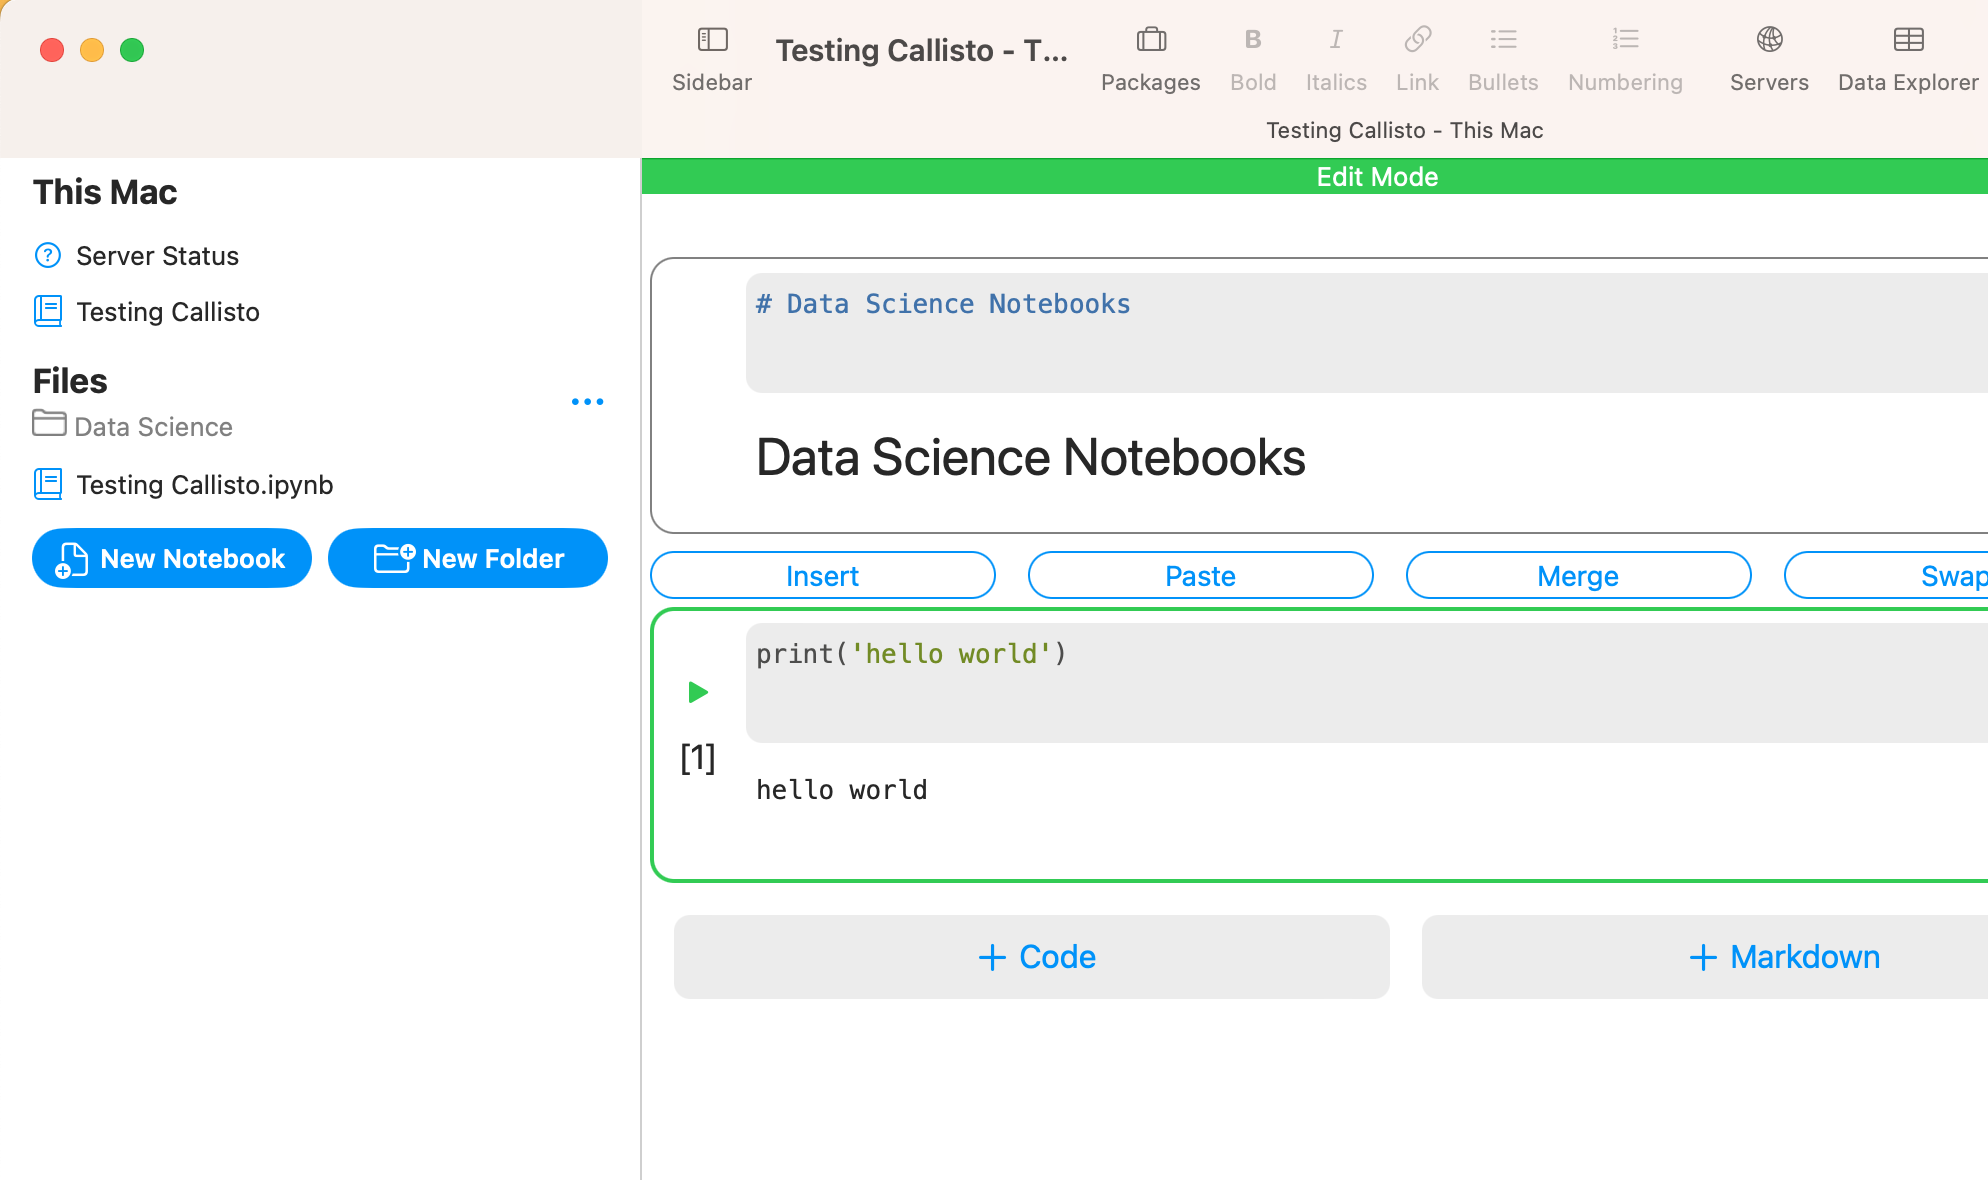 Sidebar
Testing Callisto - T...
Packages
Bold
Italics
Link
Bullets
Numbering
Servers
Data Explorer
Testing Callisto - This Mac
This Mac
Server Status
Testing Callisto
Files
Data Science
Testing Callisto.ipynb
New Notebook
New Folder
Edit Mode
# Data Science Notebooks
Data Science Notebooks
Insert
Paste
Merge
Swap
print('hello world')
[1]
hello world
+ Code
+ Markdown